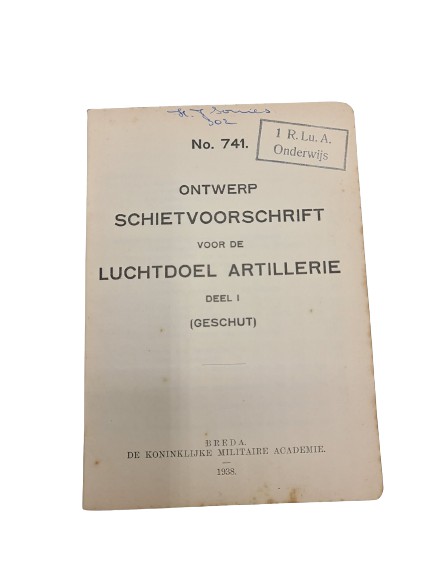 302
1 R. Lu. A.
Onderwijs
No. 741.
ONTWERP
SCHIETVOORSCHRIFT
VOOR DE
LUCHTDOEL ARTILLERIE
DEEL I
(GESCHUT)
BREDA.
DE KONINKLIJKE MILITAIRE ACADEMIE.
1938.